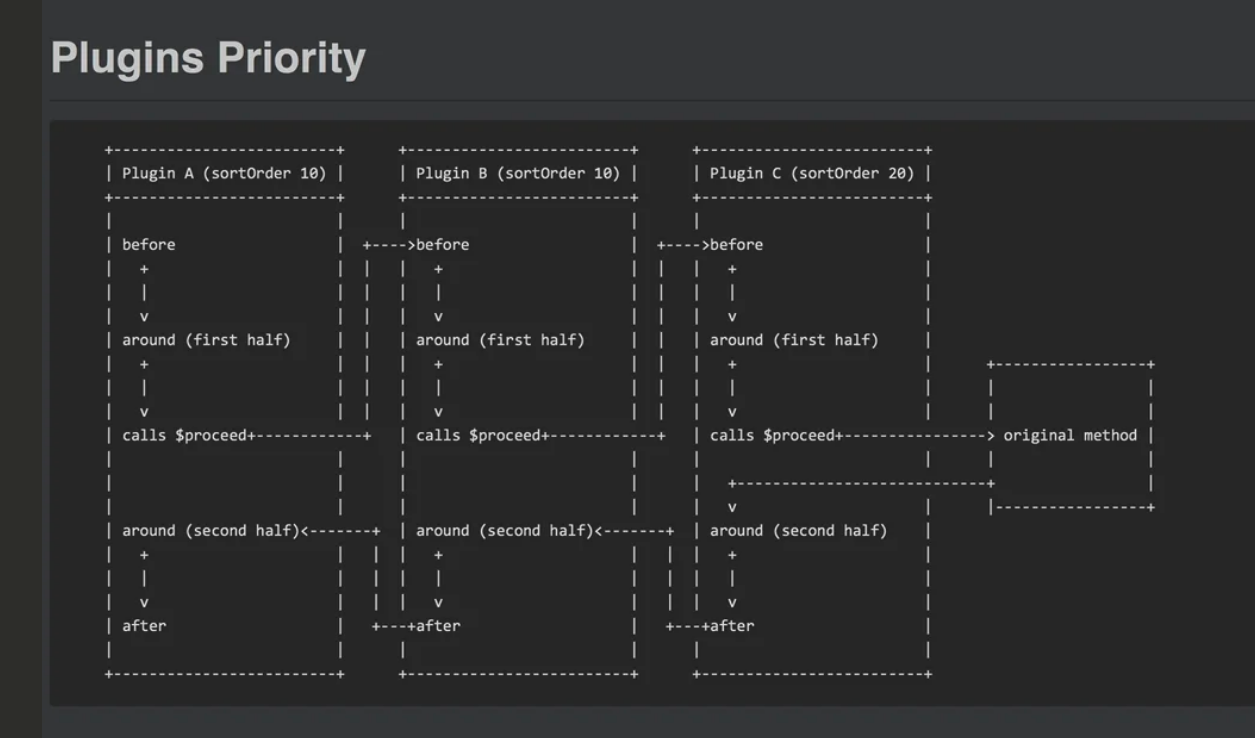 Plugins Priority
Plugin A (sortOrder 10) Plugin B (sortOrder 10) Plugin C (sortOrder 20)
before before before
around (first half) around (first half) around (first half)
calls $proceed calls $proceed calls $proceed original method
around (second half) around (second half) around (second half)
after after after